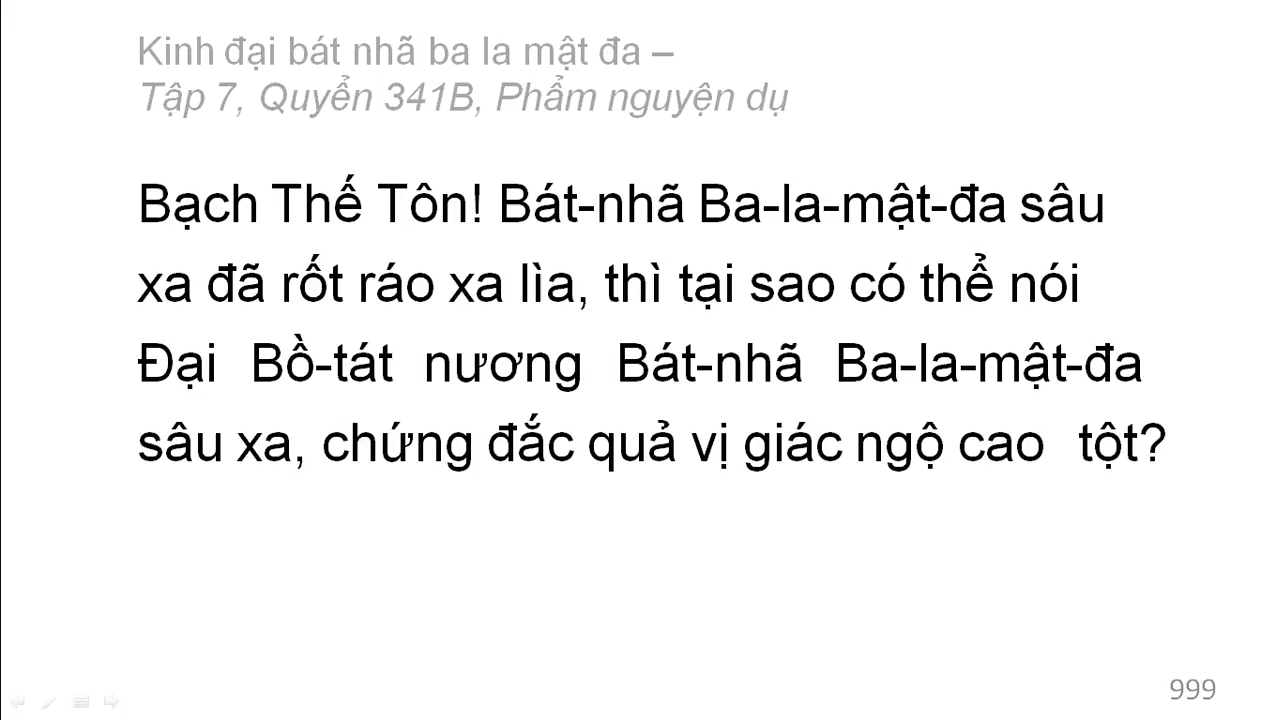 Kinh đại bát nhã ba la mật đa –
Tập 7, Quyển 341B, Phẩm nguyện dụ
Bạch Thế Tôn! Bát-nhã Ba-la-mật-đa sâu
xa đã rốt ráo xa lìa, thì tại sao có thể nói
Đại Bồ-tát nương Bát-nhã Ba-la-mật-đa
sâu xa, chứng đắc quả vị giác ngộ cao tột?
999